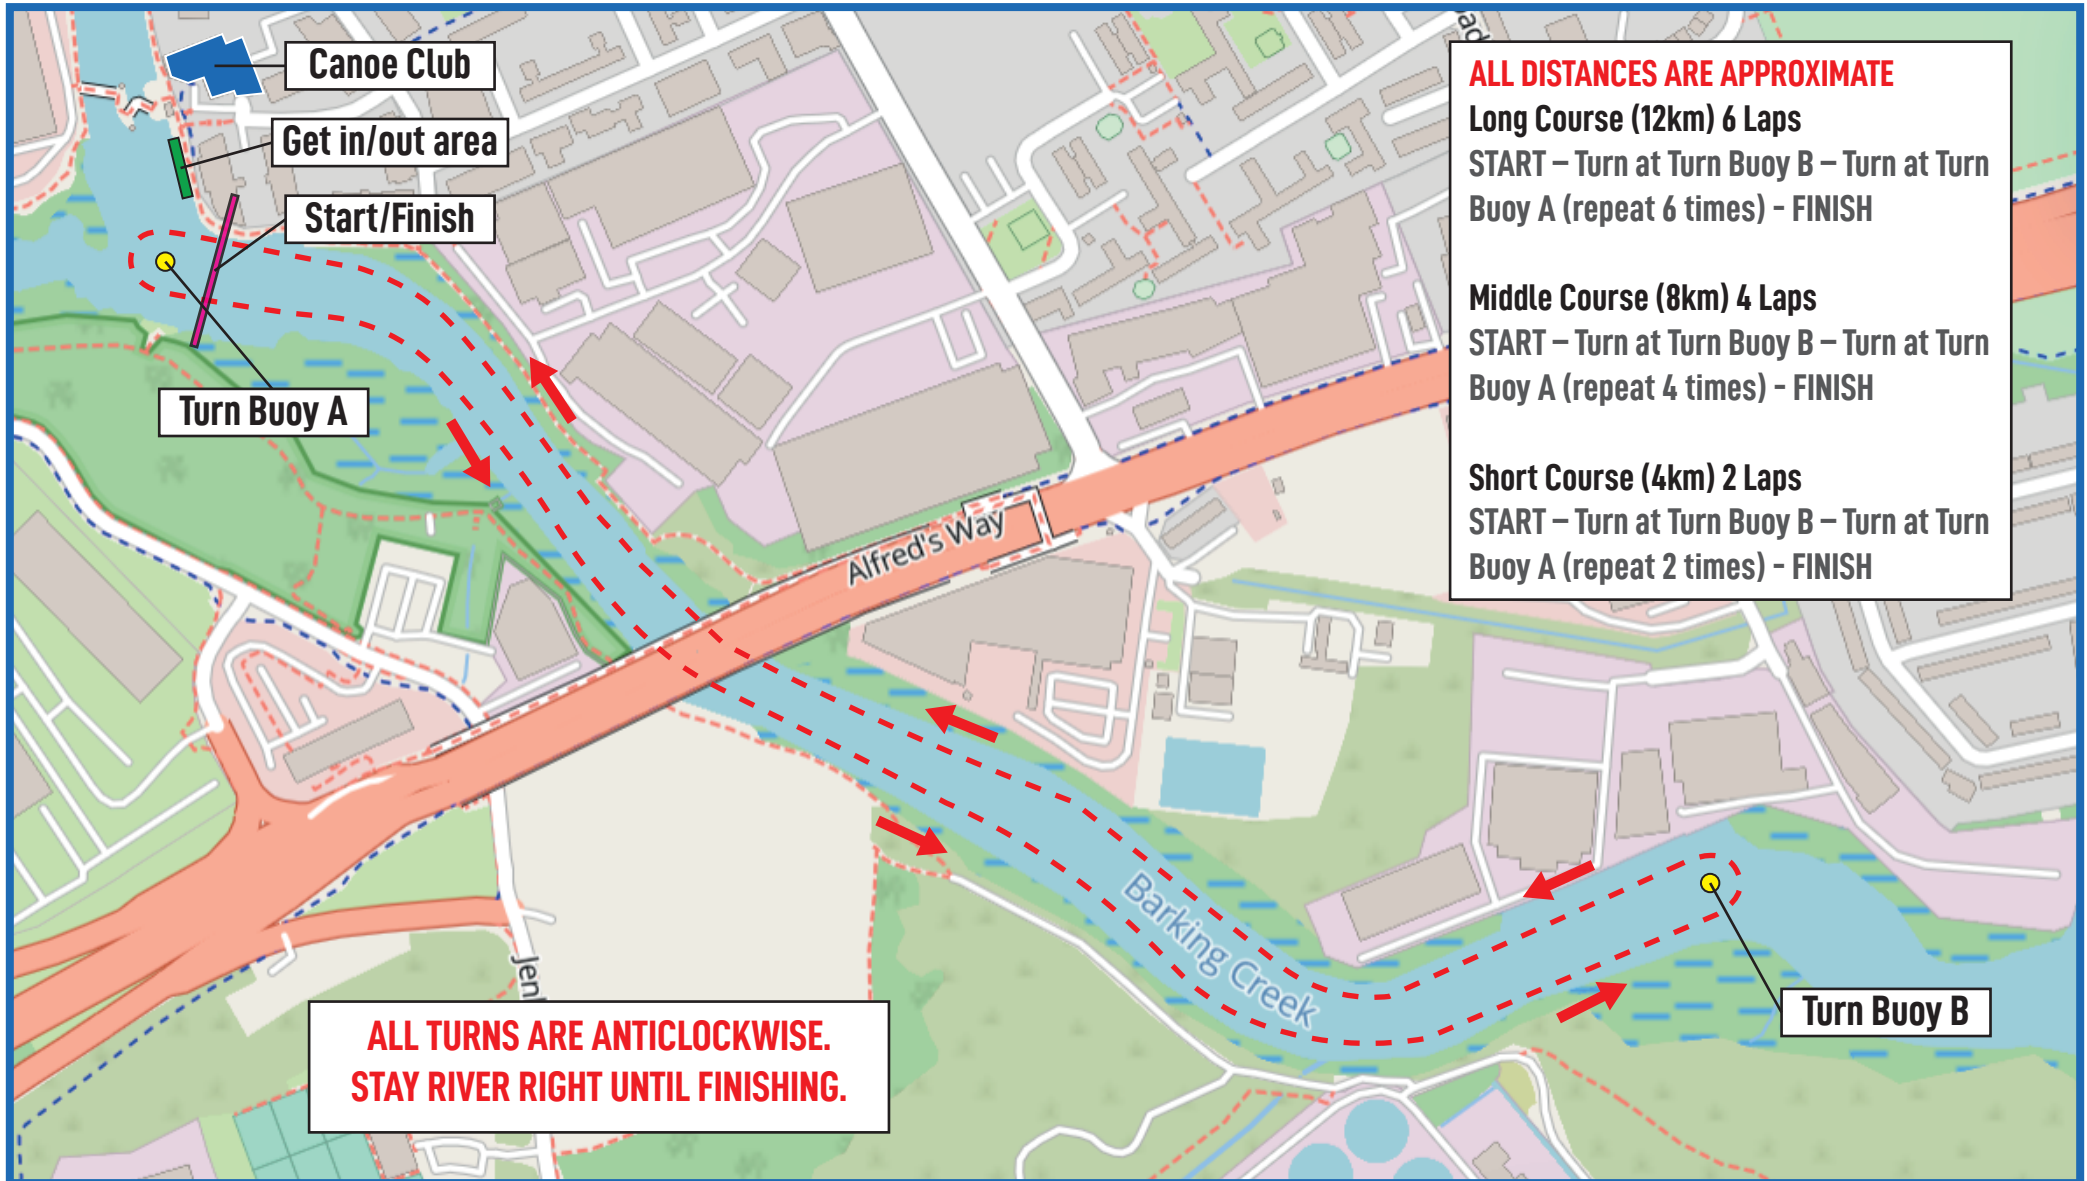 Canoe Club
Get in/out area
Start/Finish
Turn Buoy A
ALL DISTANCES ARE APPROXIMATE
Long Course (12km) 6 Laps
START – Turn at Turn Buoy B – Turn at Turn
Buoy A (repeat 6 times) - FINISH
Middle Course (8km) 4 Laps
START – Turn at Turn Buoy B – Turn at Turn
Buoy A (repeat 4 times) - FINISH
Short Course (4km) 2 Laps
START – Turn at Turn Buoy B – Turn at Turn
Buoy A (repeat 2 times) - FINISH
Alfred's Way
Barking Creek
Turn Buoy B
ALL TURNS ARE ANTICLOCKWISE.
STAY RIVER RIGHT UNTIL FINISHING.